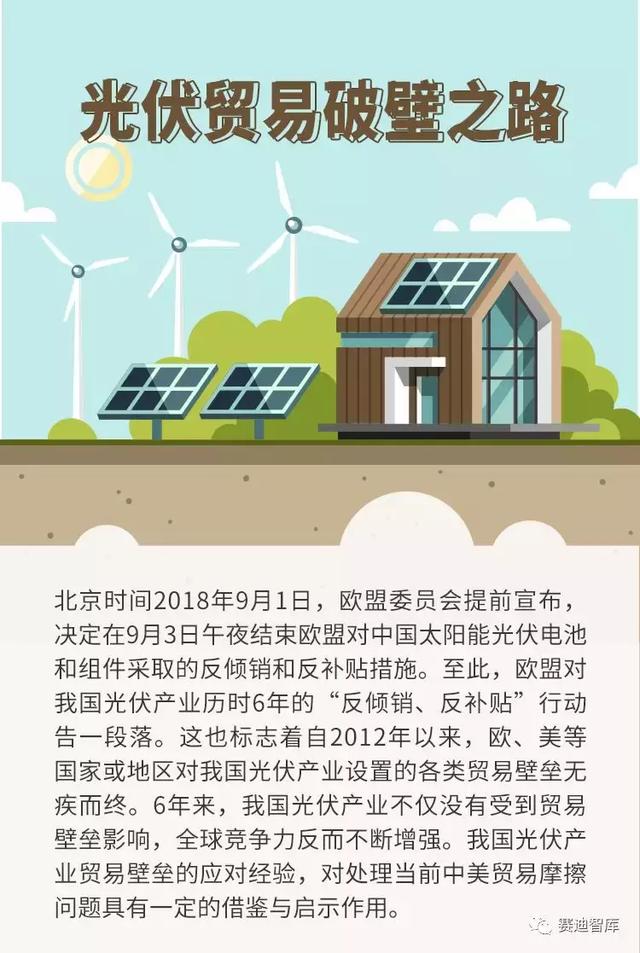 光伏贸易破壁之路
北京时间2018年9月1日，欧盟委员会提前宣布，
决定在9月3日午夜结束欧盟对中国太阳能光伏电池
和组件采取的反倾销和反补贴措施。至此，欧盟对
我国光伏产业历时6年的“反倾销、反补贴”行动
告一段落。这也标志着自2012年以来，欧、美等
国家或地区对我国光伏产业设置的各类贸易壁垒无
疾而终。6年来，我国光伏产业不仅没有受到贸易
壁垒影响，全球竞争力反而不断增强。我国光伏产
业贸易壁垒的应对经验，对处理当前中美贸易摩擦
问题具有一定的借鉴与启示作用。
赛迪智库